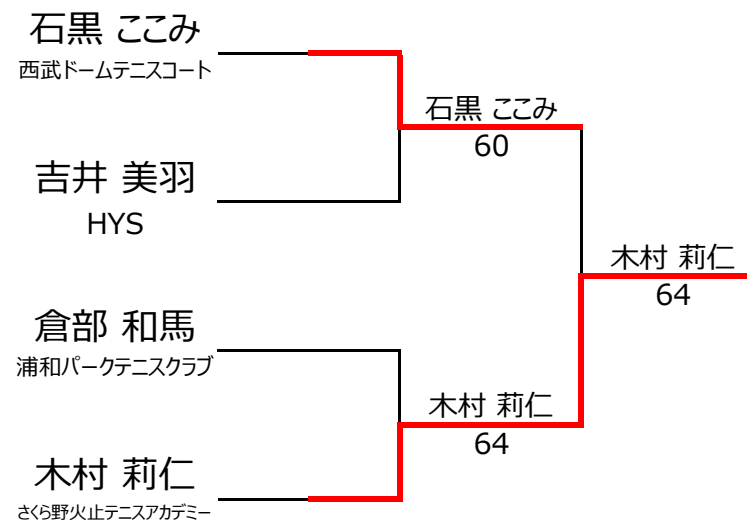 石黒 ここみ
西武ドームテニスコート
石黒 ここみ
60
吉井 美羽
HYS
木村 莉仁
64
倉部 和馬
浦和パークテニスクラブ
木村 莉仁
64
木村 莉仁
さくら野火止テニスアカデミー